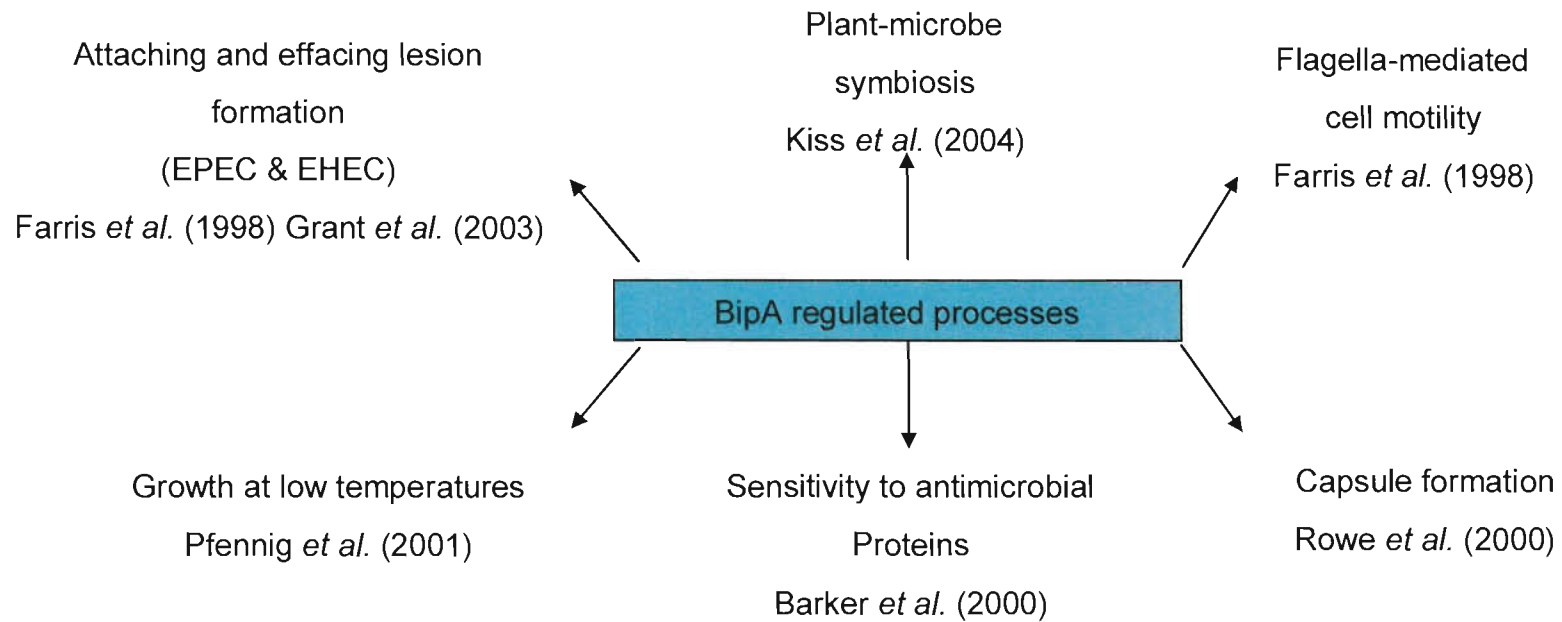 Attaching and effacing lesion
formation
(EPEC & EHEC)
Farris et al. (1998) Grant et al. (2003)
Plant-microbe
symbiosis
Kiss et al. (2004)
Flagella-mediated
cell motility
Farris et al. (1998)
BipA regulated processes
Growth at low temperatures
Pfennig et al. (2001)
Sensitivity to antimicrobial
Proteins
Barker et al. (2000)
Capsule formation
Rowe et al. (2000)